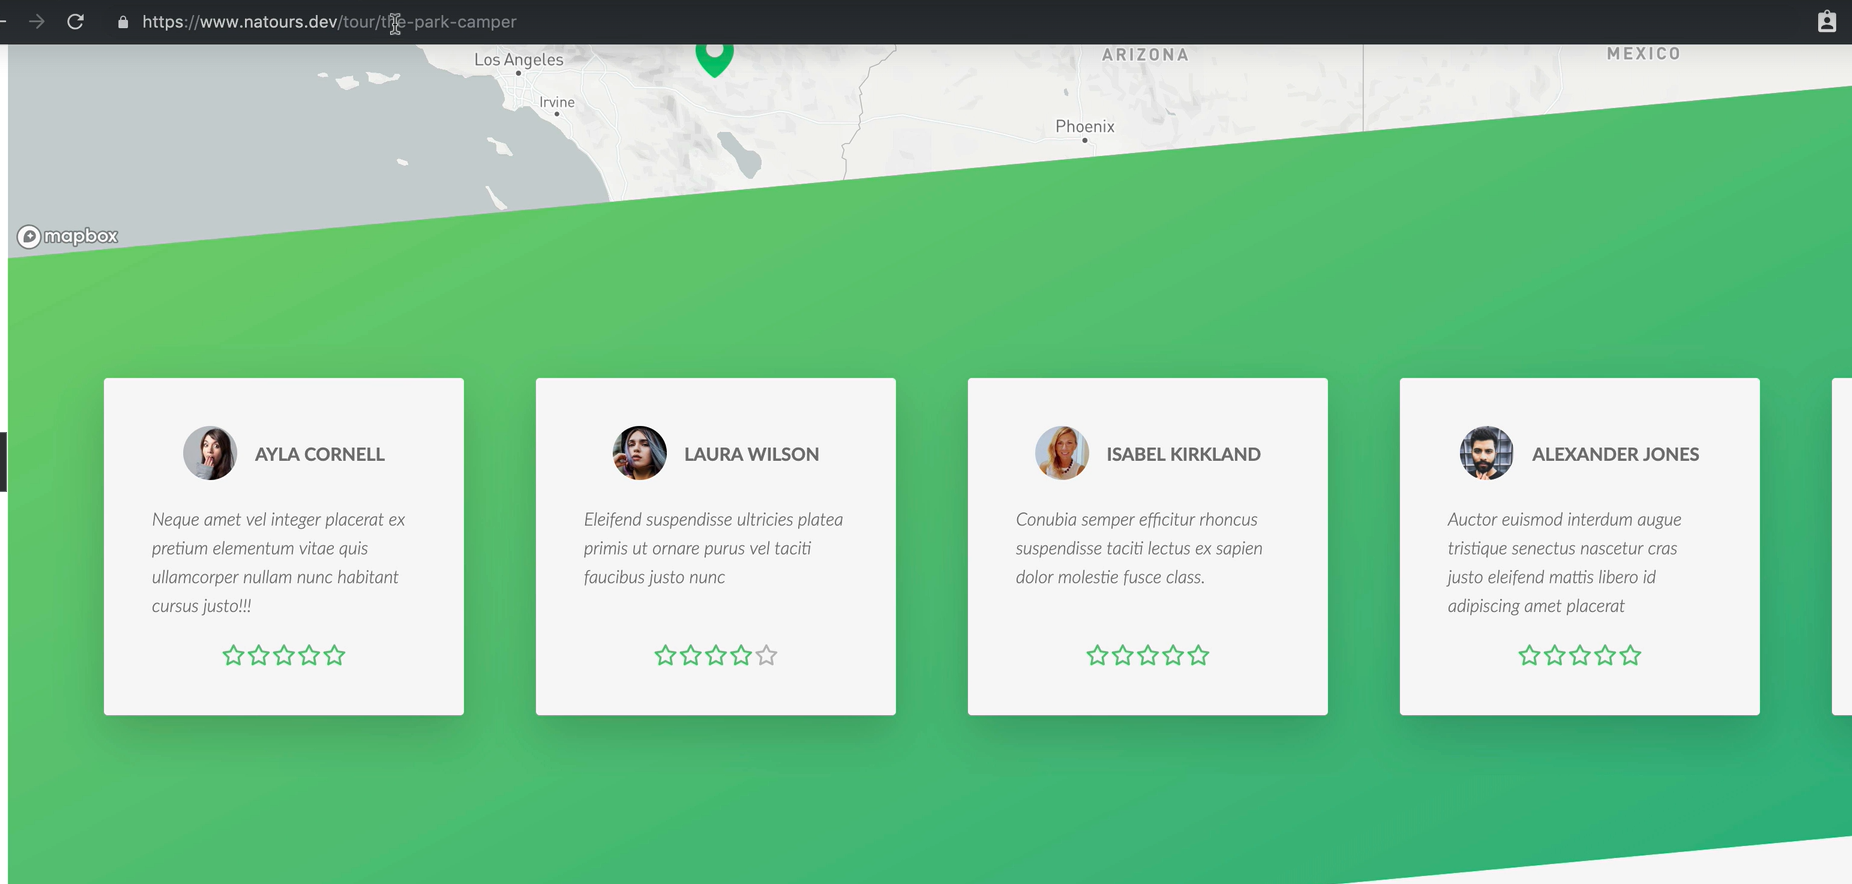 https://www.natours.dev/tour/the-park-camper
Los Angeles
ARIZONA
MEXICO
Irvine
Phoenix
mapbox
AYLA CORNELL
Neque amet vel integer placerat ex
pretium elementum vitae quis
ullamcorper nullam nunc habitant
cursus justo!!!
LAURA WILSON
Eleifend suspendisse ultricies platea
primis ut ornare purus vel taciti
faucibus justo nunc
ISABEL KIRKLAND
Conubia semper efficitur rhoncus
suspendisse taciti lectus ex sapien
dolor molestie fusce class.
ALEXANDER JONES
Auctor euismod interdum augue
tristique senectus nascetur cras
justo eleifend mattis libero id
adipiscing amet placerat